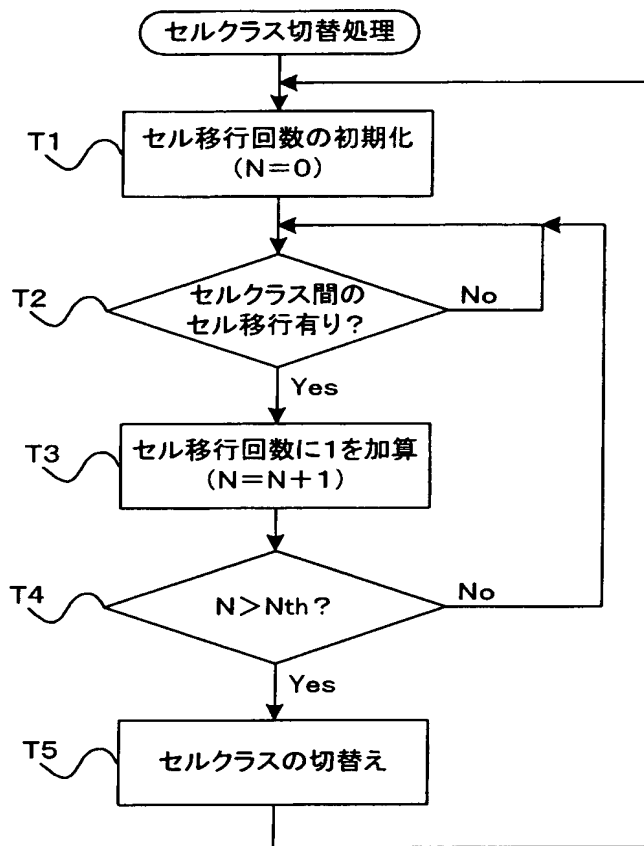 セルクラス切替処理
T1
セル移行回数の初期化
(N=0)
T2
セルクラス間の
セル移行有り?
No
Yes
T3
セル移行回数に1を加算
(N=N+1)
T4
N>Nth?
No
Yes
T5
セルクラスの切替え